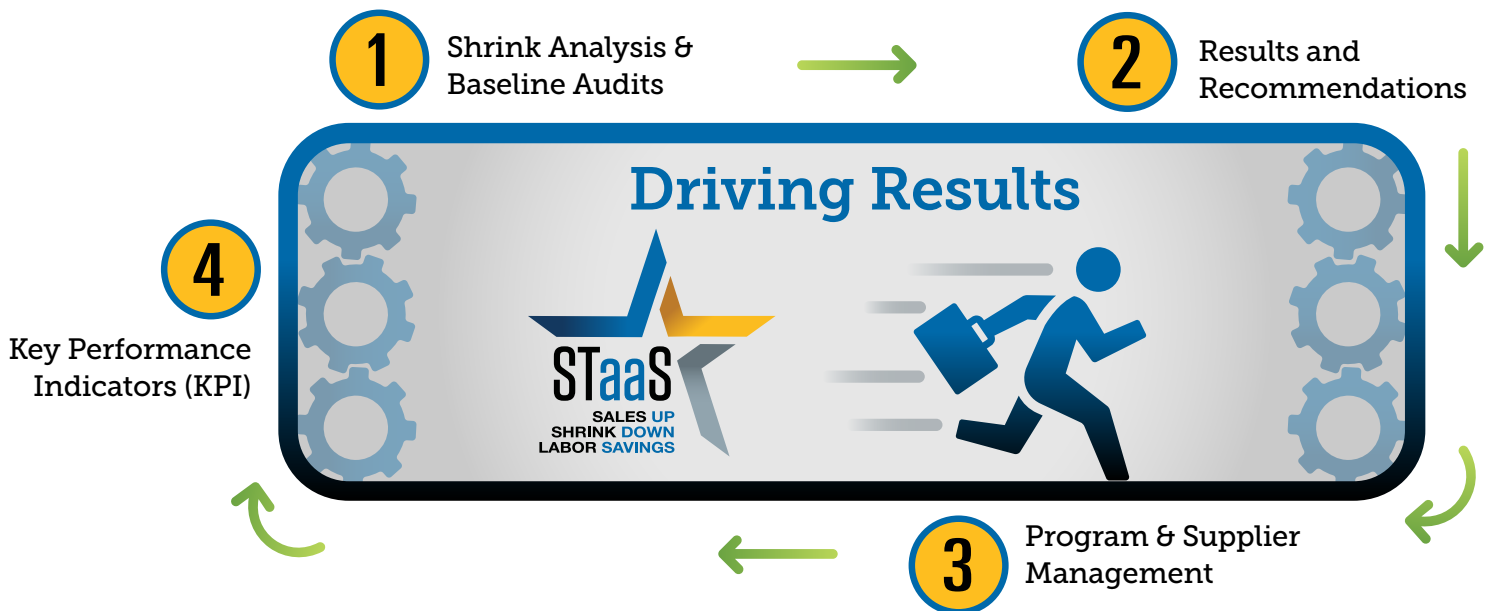 1
Shrink Analysis &
Baseline Audits
2
Results and
Recommendations
Driving Results
4
Key Performance
Indicators (KPI)
STaaS
SALES UP
SHRINK DOWN
LABOR SAVINGS
3
Program & Supplier
Management